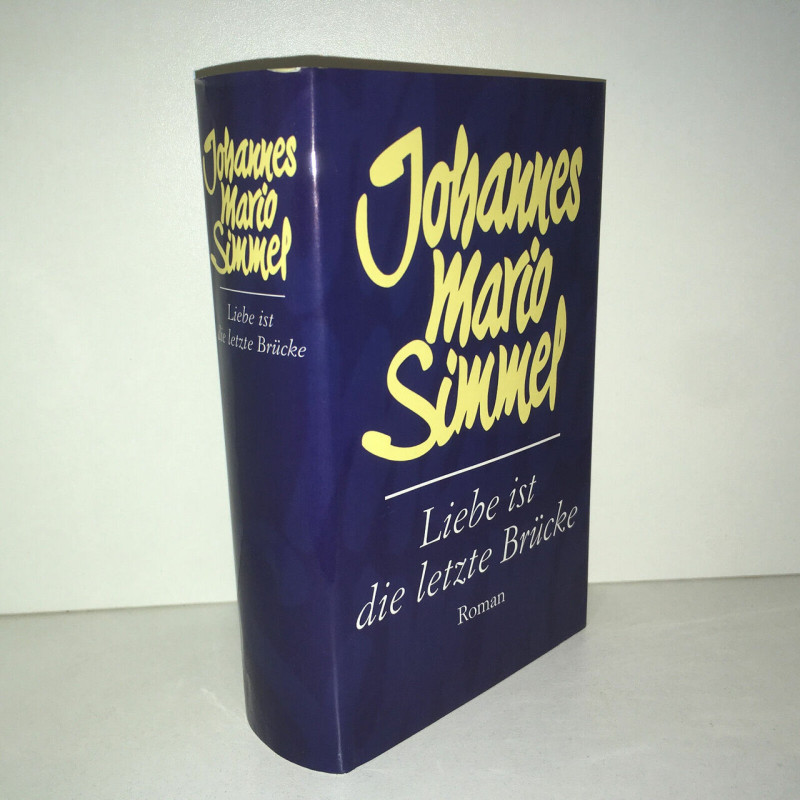 Johannes
Mario
Simmel
Liebe ist
die letzte Brücke
Johannes
Mario
Simmel
Liebe ist
die letzte Brücke
Roman